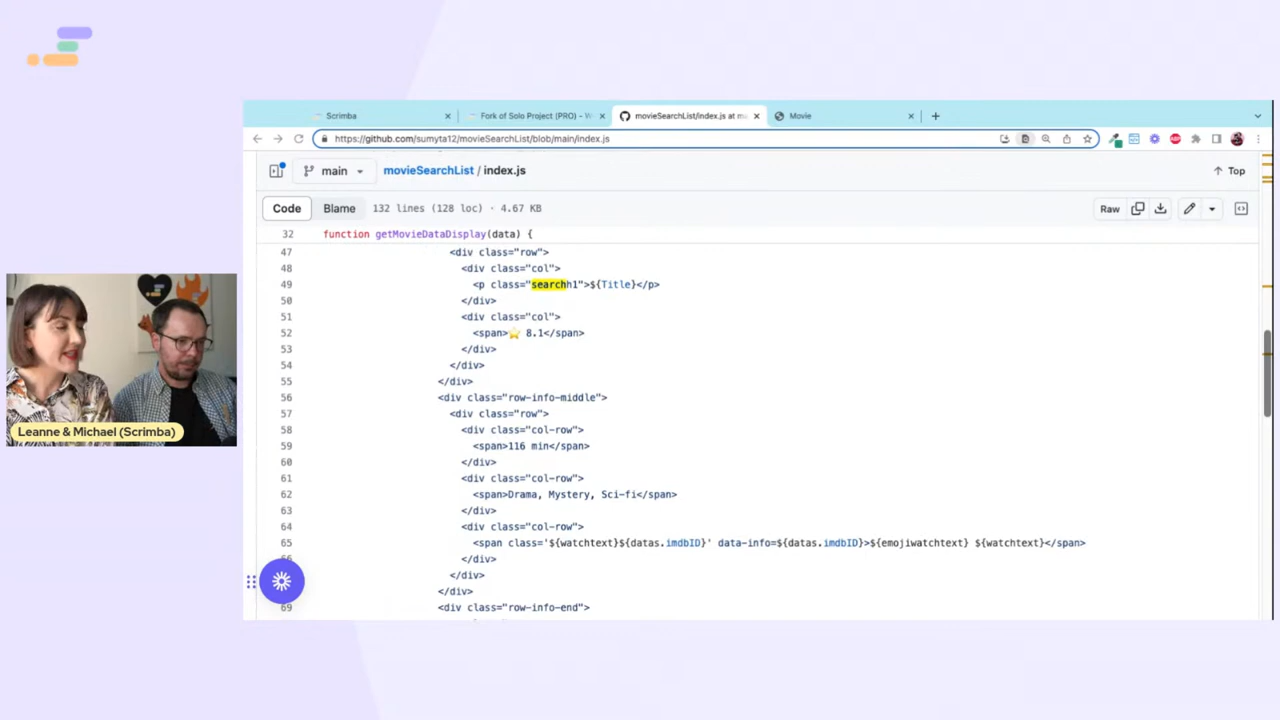 Scrimba
Fork of Solo Project (PRO) - W
movieSearchList/index.js at ma
Movie
https://github.com/sumyta12/movieSearchList/blob/main/index.js
main
movieSearchList / index.js
Top
Code Blame 132 lines (128 loc) · 4.67 KB
Raw
32 function getMovieDataDisplay(data) {
47 <div class="row">
48 <div class="col">
49 <p class="searchh1">${Title}</p>
50 </div>
51 <div class="col">
52 <span>⭐ 8.1</span>
53 </div>
54 </div>
55 </div>
56 <div class="row-info-middle">
57 <div class="row">
58 <div class="col-row">
59 <span>116 min</span>
60 </div>
61 <div class="col-row">
62 <span>Drama, Mystery, Sci-fi</span>
63 </div>
64 <div class="col-row">
65 <span class='${watchtext}${datas.imdbID}' data-info=${datas.imdbID}>${emojiwatchtext} ${watchtext}</span>
</div>
</div>
</div>
69 <div class="row-info-end">
Leanne & Michael (Scrimba)